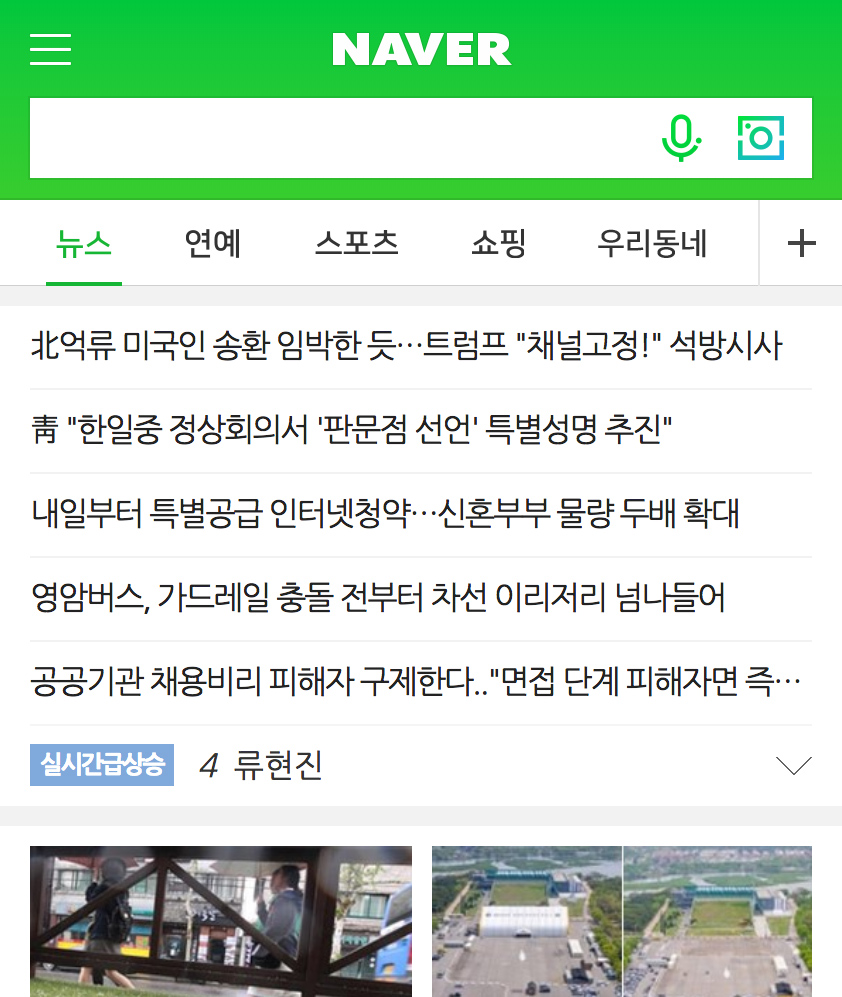 NAVER
뉴스 연예 스포츠 쇼핑 우리동네 +
北억류 미국인 송환 임박한 듯…트럼프 "채널고정!" 석방시사
靑 "한일중 정상회의서 '판문점 선언' 특별성명 추진"
내일부터 특별공급 인터넷청약…신혼부부 물량 두배 확대
영암버스, 가드레일 충돌 전부터 차선 이리저리 넘나들어
공공기관 채용비리 피해자 구제한다.."면접 단계 피해자면 즉…
실시간급상승 4 류현진